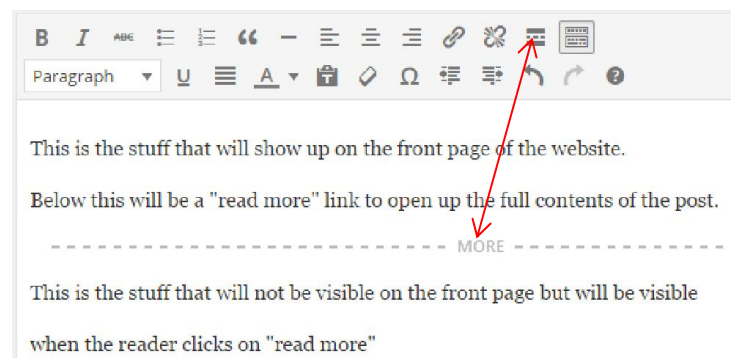 B I ABC “ —
Paragraph U A T Ω ?
This is the stuff that will show up on the front page of the website.
Below this will be a "read more" link to open up the full contents of the post.
MORE
This is the stuff that will not be visible on the front page but will be visible
when the reader clicks on "read more"